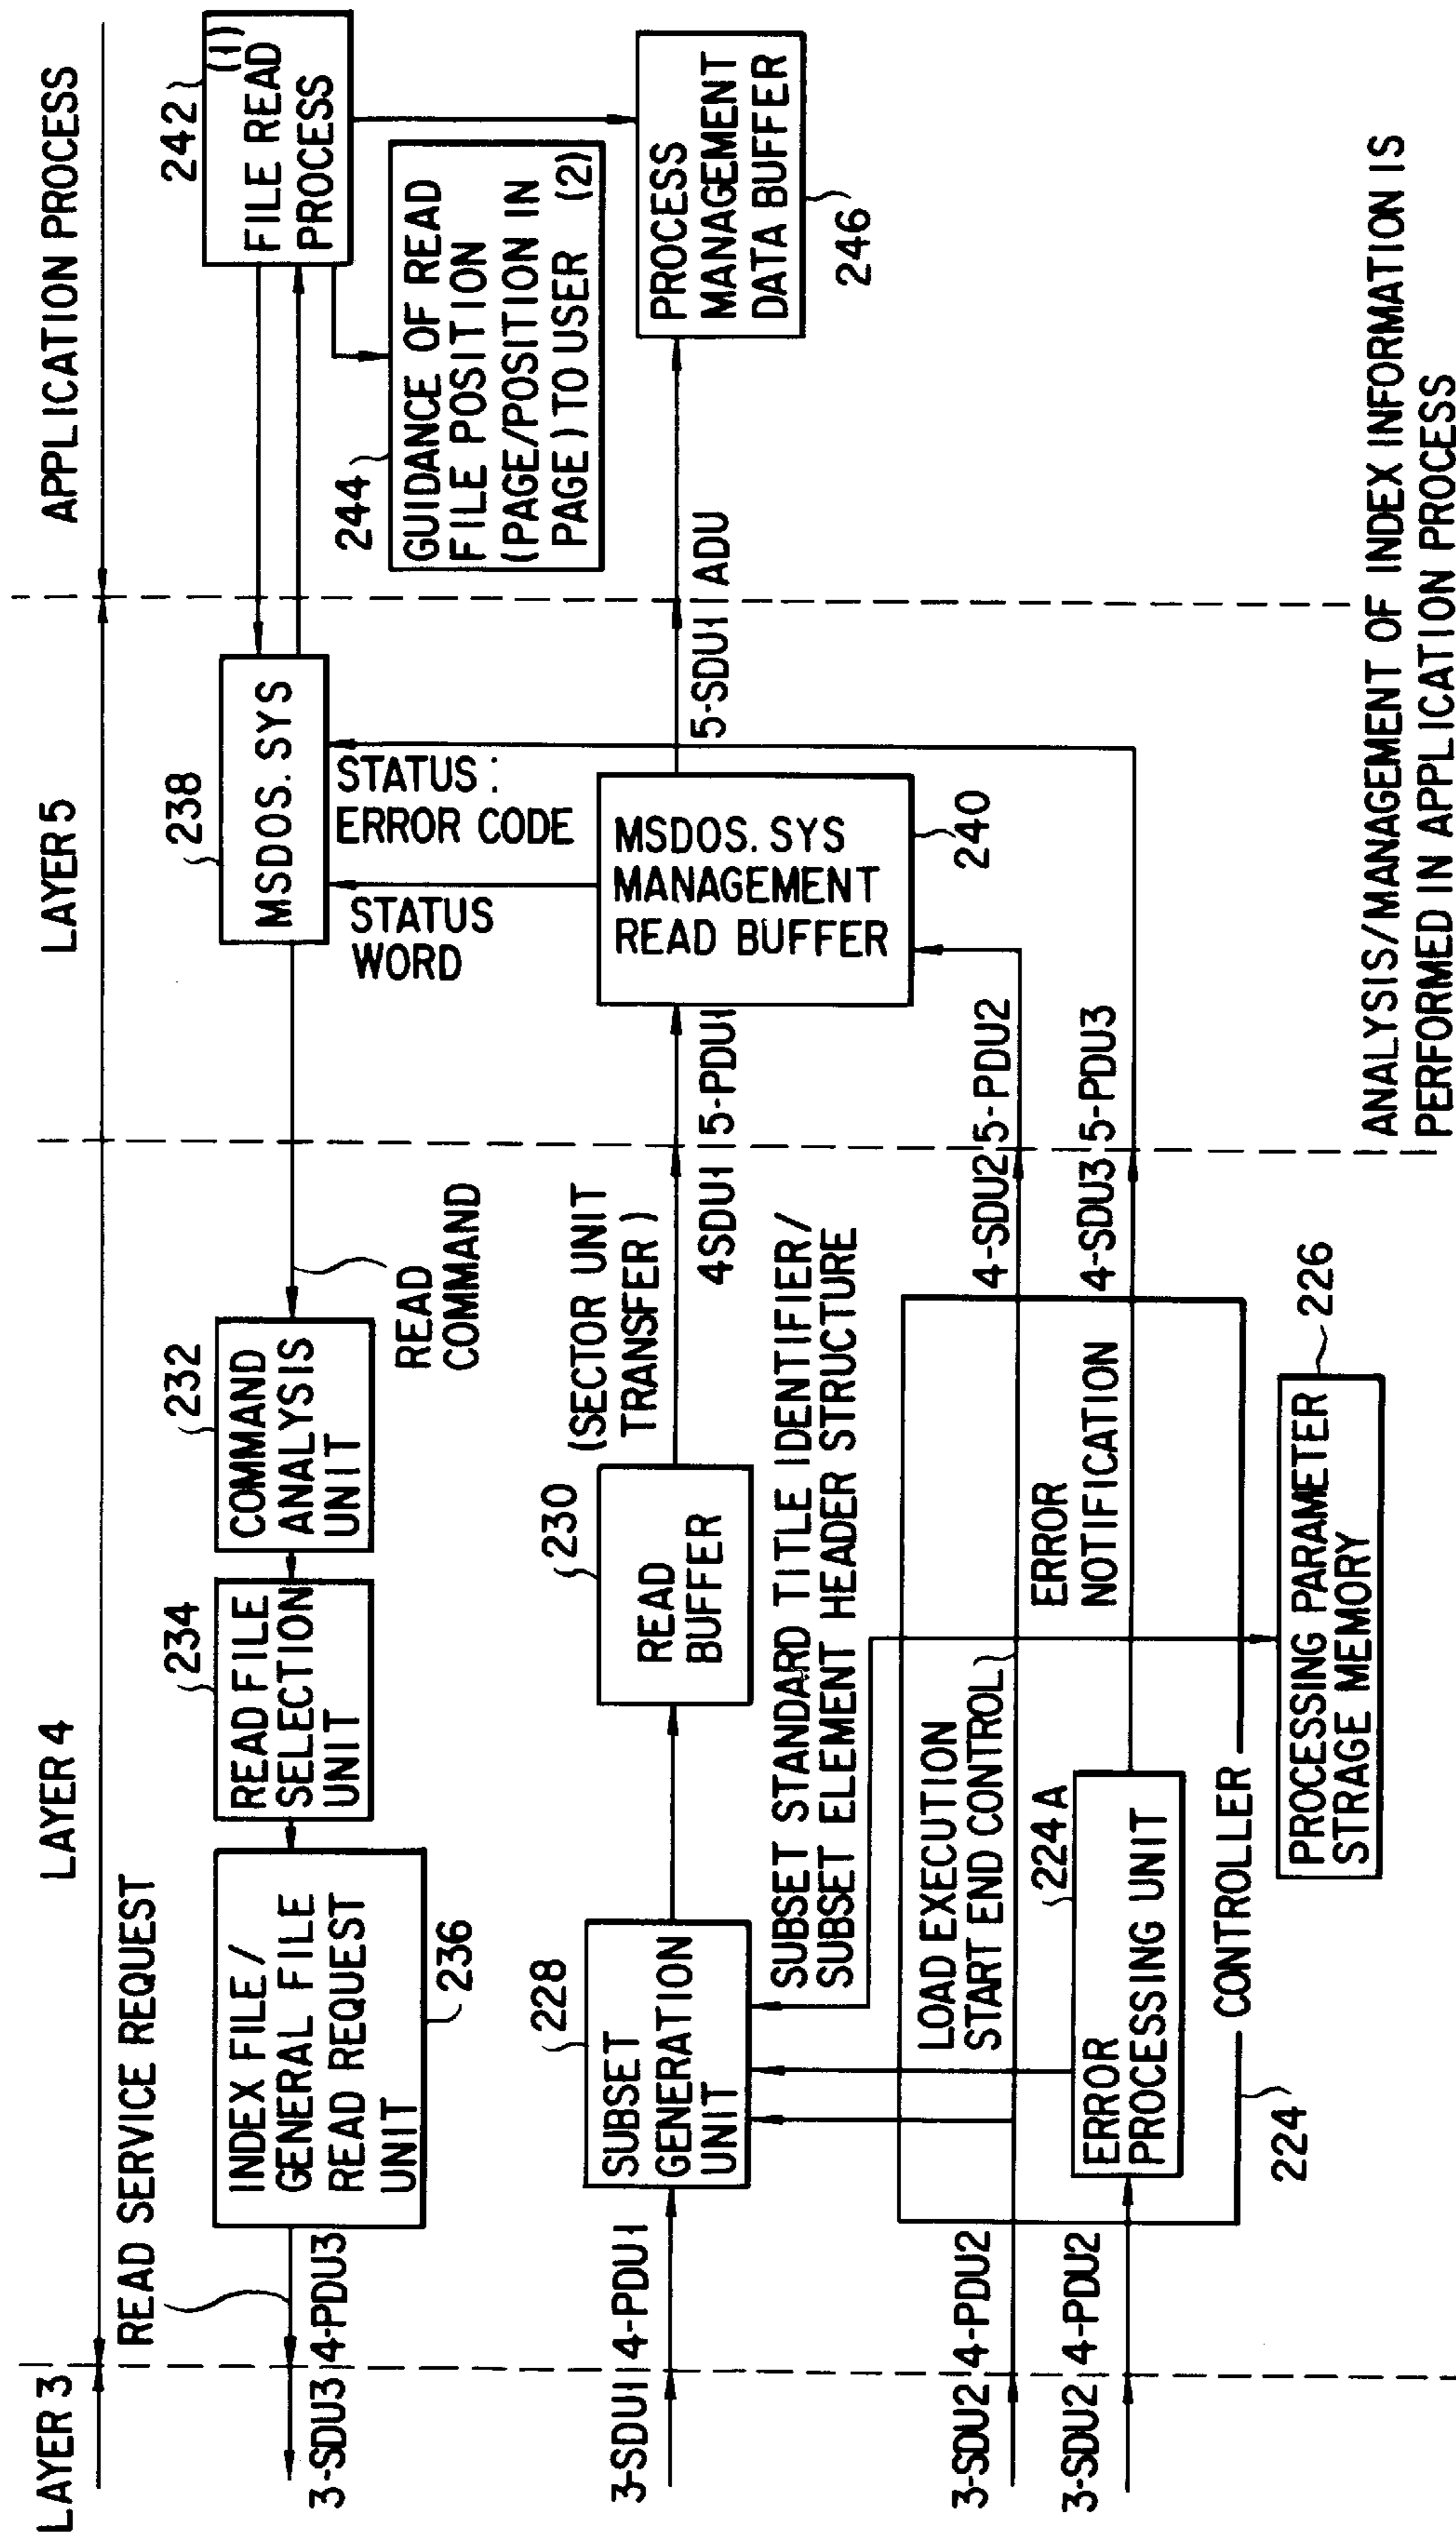 LAYER 3
LAYER 4
LAYER 5
APPLICATION PROCESS
READ SERVICE REQUEST
3-SDU3
4-PDU3
INDEX FILE/
GENERAL FILE
READ REQUEST
UNIT
236
234
READ FILE
SELECTION
UNIT
232
COMMAND
ANALYSIS
UNIT
READ
COMMAND
238
MSDOS.SYS
STATUS:
ERROR CODE
STATUS
WORD
242
(1)
FILE READ
PROCESS
244
GUIDANCE OF READ
FILE POSITION
(PAGE/POSITION IN
PAGE) TO USER (2)
PROCESS
MANAGEMENT
DATA BUFFER
246
3-SDU1
4-PDU1
228
SUBSET
GENERATION
UNIT
230
READ
BUFFER
(SECTOR UNIT
TRANSFER)
4SDU1
5-PDU1
MSDOS.SYS
MANAGEMENT
READ BUFFER
240
5-SDU1
ADU
SUBSET STANDARD TITLE IDENTIFIER/
SUBSET ELEMENT HEADER STRUCTURE
3-SDU2
4-PDU2
LOAD EXECUTION
START END CONTROL
4-SDU2
5-PDU2
3-SDU2
4-PDU2
224A
ERROR
PROCESSING UNIT
ERROR
NOTIFICATION
4-SDU3
5-PDU3
CONTROLLER
224
226
PROCESSING PARAMETER
STRAGE MEMORY
ANALYSIS/MANAGEMENT OF INDEX INFORMATION IS
PERFORMED IN APPLICATION PROCESS